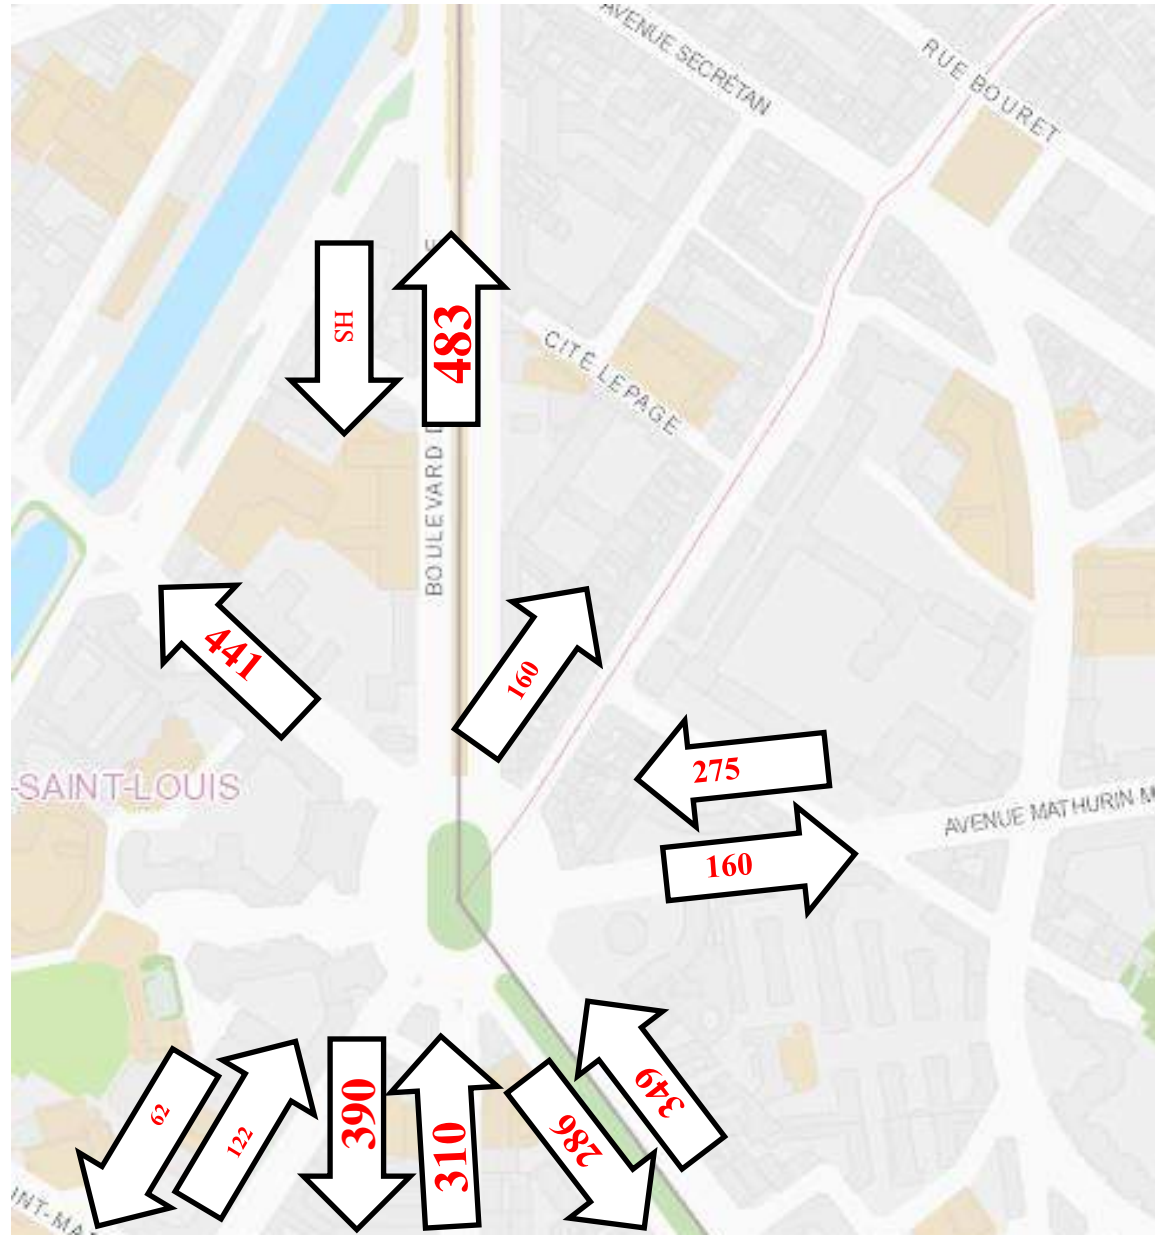 AVENUE SECRÉTAN
RUE BOURET
SH
483
CITÉ LEPAGE
BOULEVARD D
441
160
275
-SAINT-LOUIS
160
AVENUE MATHURIN M
349
62
122
390
310
286
INT-MA